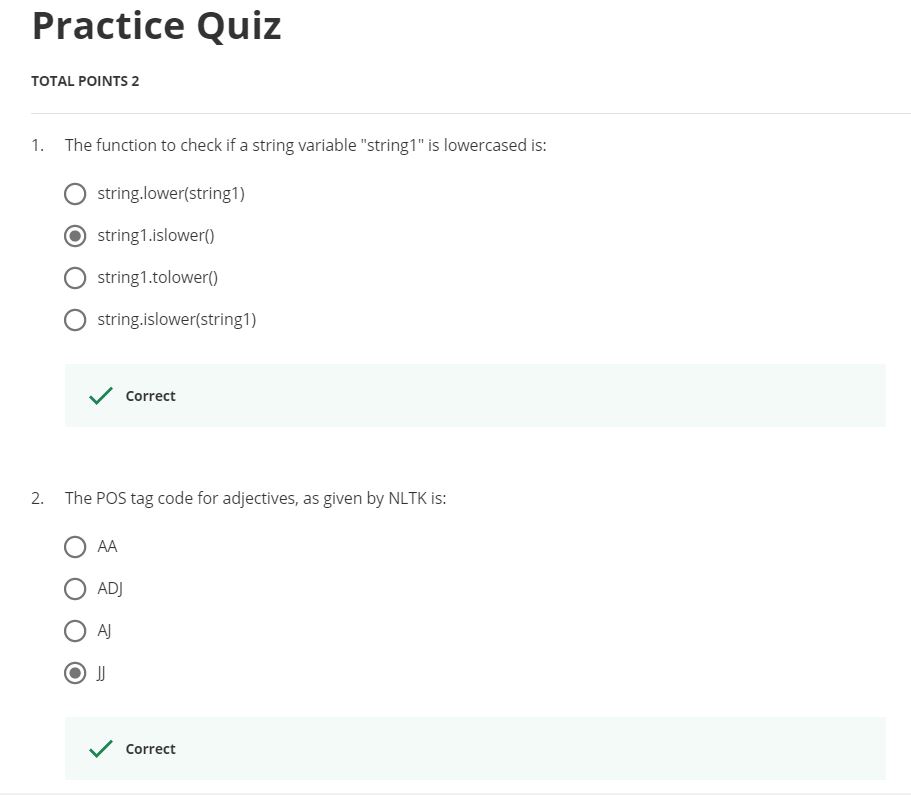 Practice Quiz
TOTAL POINTS 2
1. The function to check if a string variable "string1" is lowercased is:
string.lower(string1)
string1.islower()
string1.tolower()
string.islower(string1)
Correct
2. The POS tag code for adjectives, as given by NLTK is:
AA
ADJ
AJ
JJ
Correct